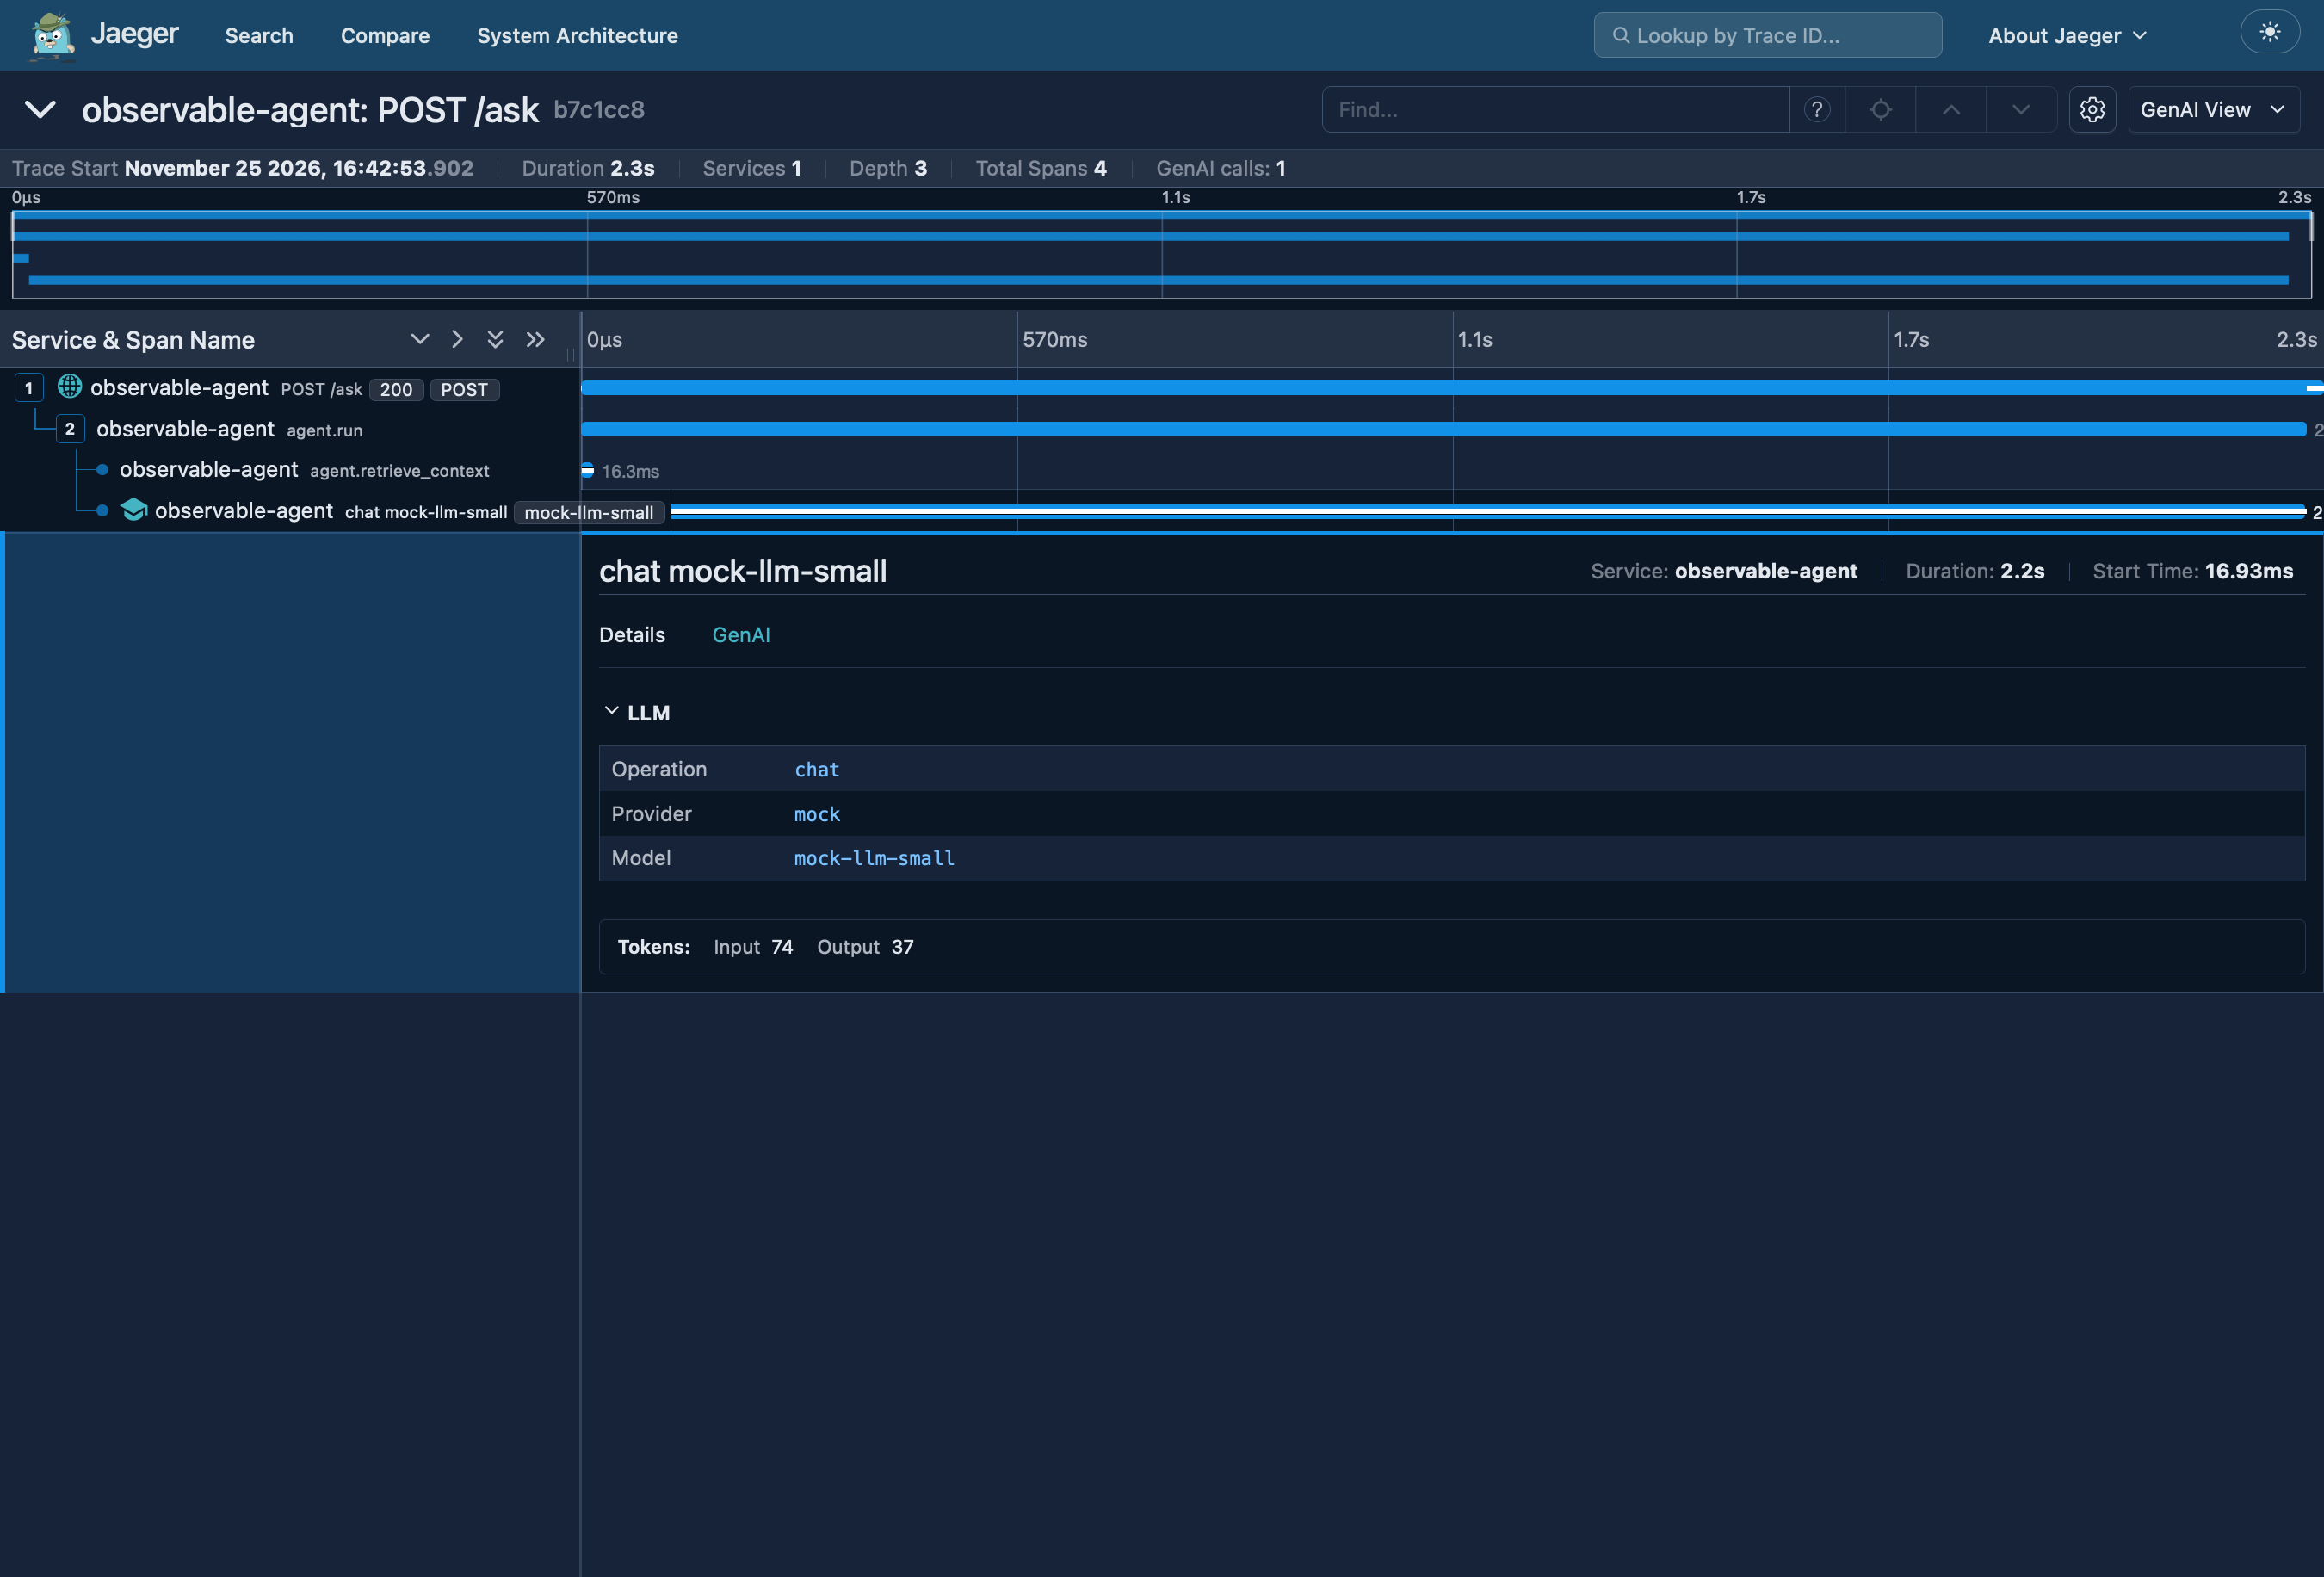 Jaeger Search Compare System Architecture Lookup by Trace ID... About Jaeger
observable-agent: POST /ask b7c1cc8 Find... ? GenAI View
Trace Start November 25 2026, 16:42:53.902 Duration 2.3s Services 1 Depth 3 Total Spans 4 GenAI calls: 1
0μs 570ms 1.1s 1.7s 2.3s
Service & Span Name 0μs 570ms 1.1s 1.7s 2.3s
1 observable-agent POST /ask 200 POST
2 observable-agent agent.run 2
observable-agent agent.retrieve_context 16.3ms
observable-agent chat mock-llm-small mock-llm-small 2
chat mock-llm-small Service: observable-agent Duration: 2.2s Start Time: 16.93ms
Details GenAI
LLM
Operation chat
Provider mock
Model mock-llm-small
Tokens: Input 74 Output 37